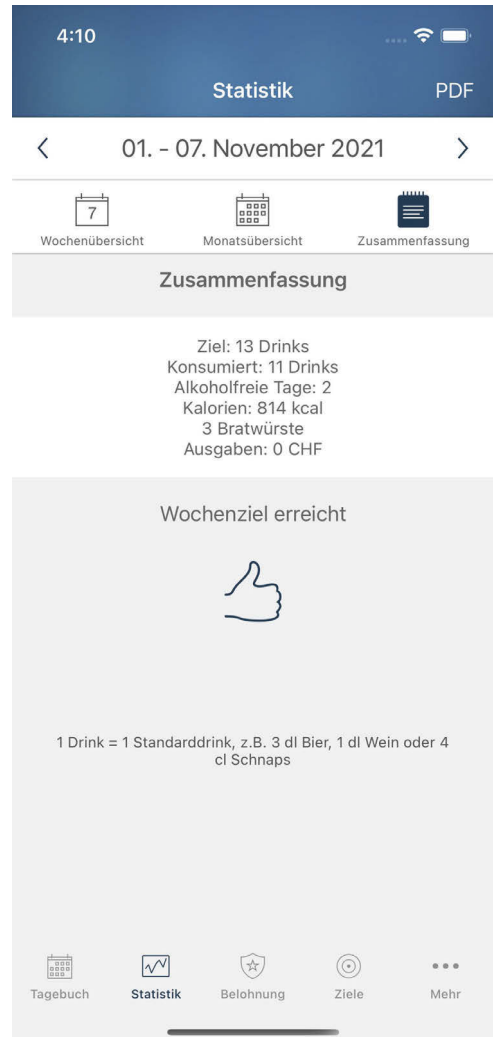 4:10
Statistik
PDF
01. - 07. November 2021
7
Wochenübersicht
Monatsübersicht
Zusammenfassung
Zusammenfassung
Ziel: 13 Drinks
Konsumiert: 11 Drinks
Alkoholfreie Tage: 2
Kalorien: 814 kcal
3 Bratwürste
Ausgaben: 0 CHF
Wochenziel erreicht
1 Drink = 1 Standarddrink, z.B. 3 dl Bier, 1 dl Wein oder 4
cl Schnaps
Tagebuch
Statistik
Belohnung
Ziele
Mehr